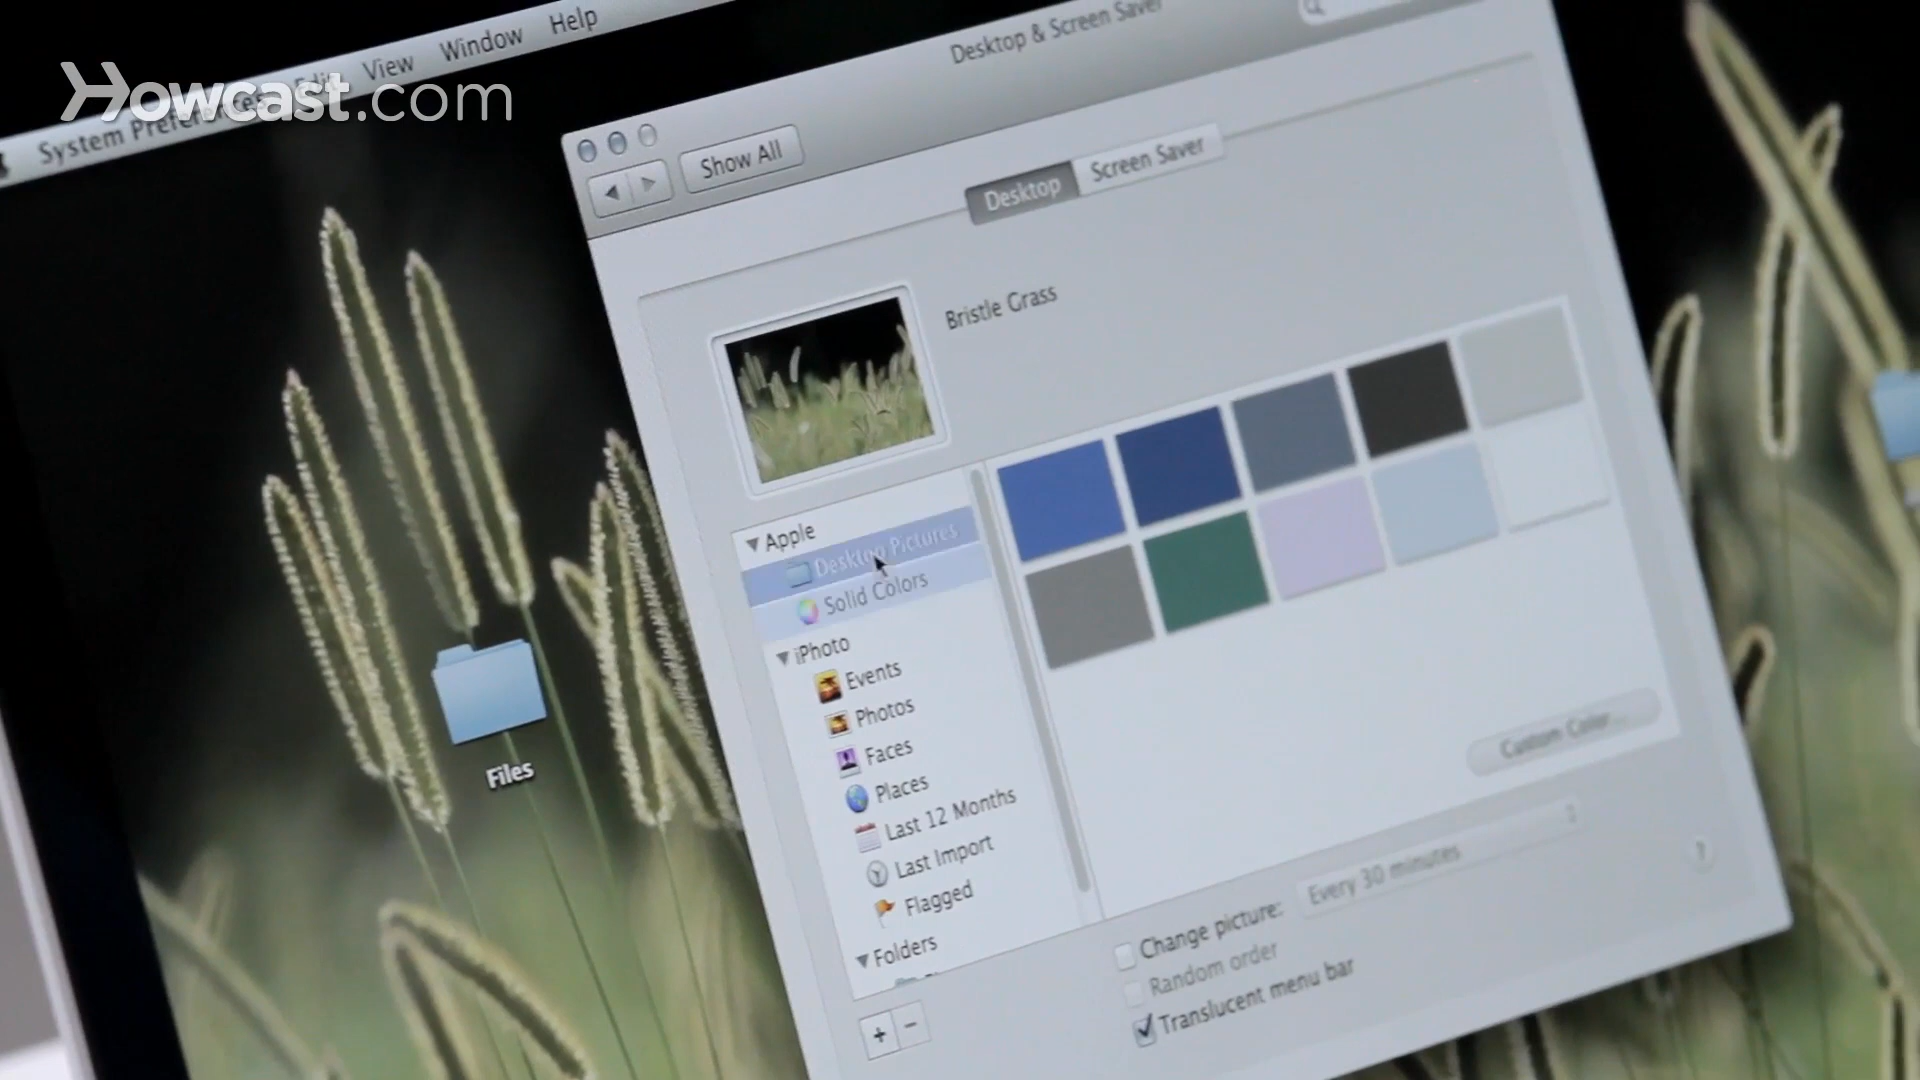 System Preferences Edit View Window Help
Howcast.com
Desktop & Screen Saver
Show All
Desktop Screen Saver
Bristle Grass
Apple
Desktop Pictures
Solid Colors
iPhoto
Events
Photos
Faces
Places
Last 12 Months
Last Import
Flagged
Folders
+ −
Files
Custom Color...
Change picture: Every 30 minutes
Random order
Translucent menu bar
?